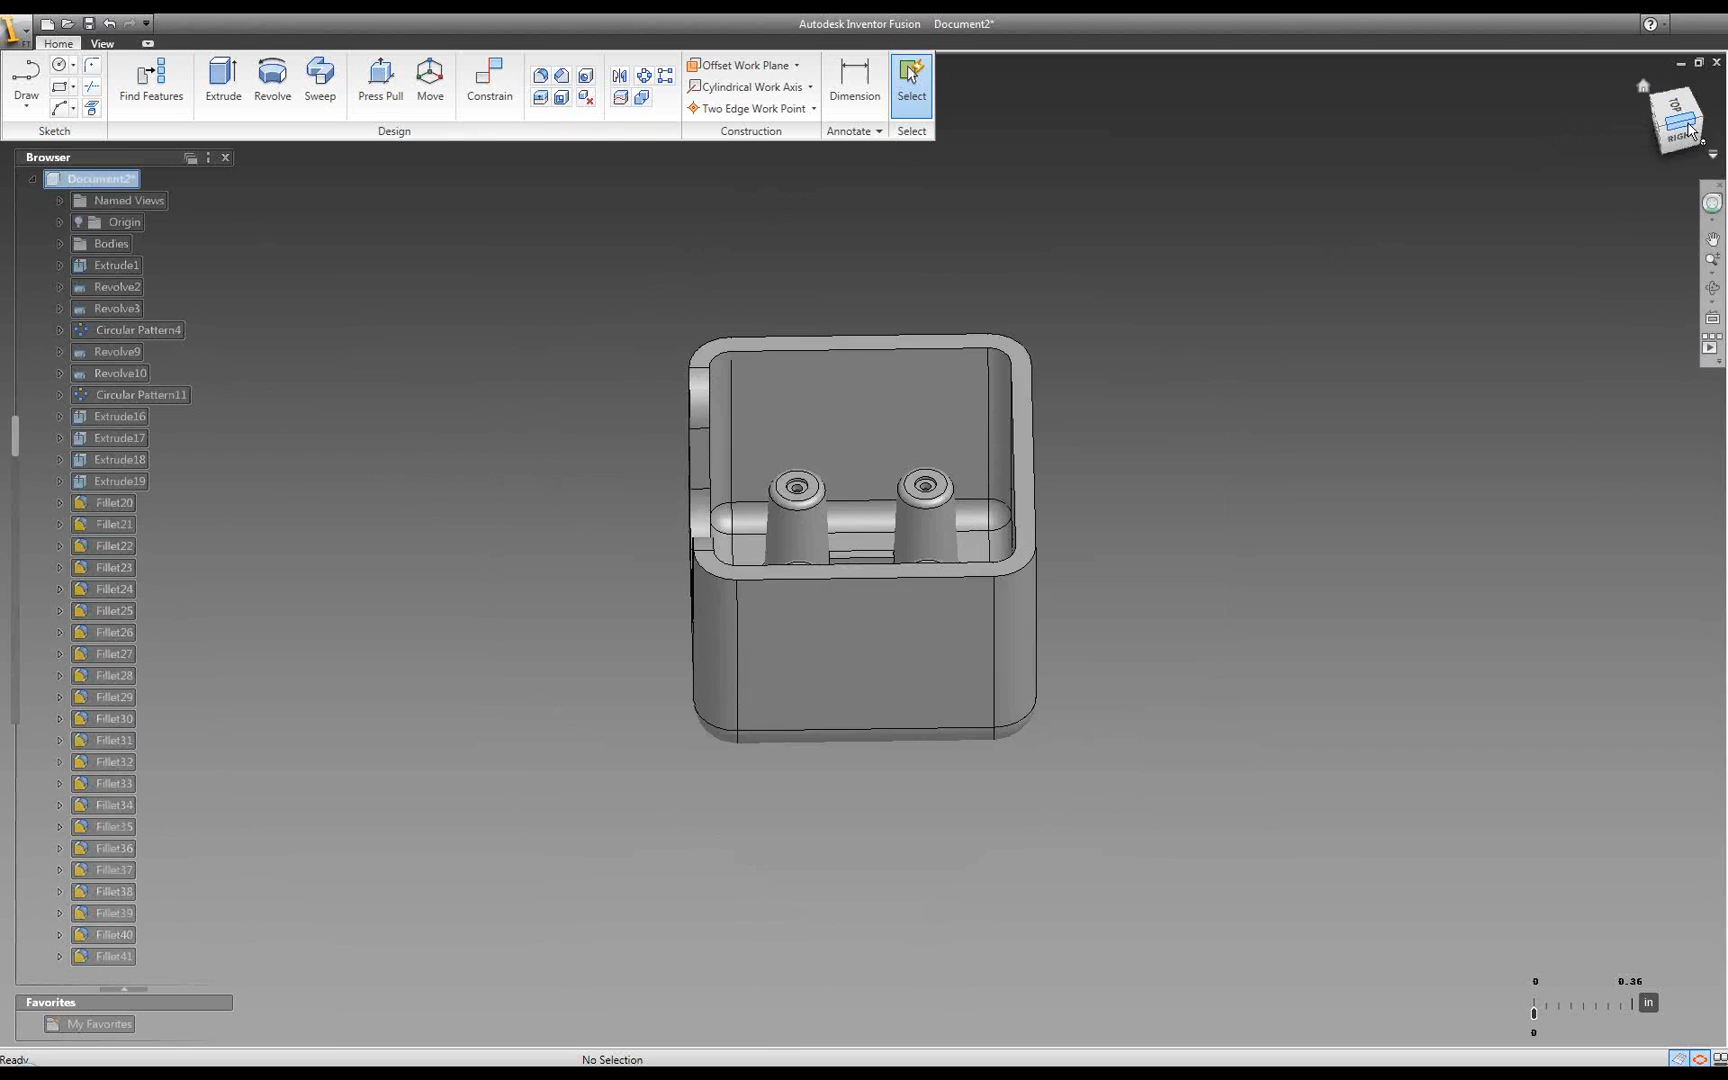 Autodesk Inventor Fusion Document2*
Home View
Draw
Find Features
Extrude
Revolve
Sweep
Press Pull
Move
Constrain
Offset Work Plane
Cylindrical Work Axis
Two Edge Work Point
Dimension
Select
Sketch
Design
Construction
Annotate
Select
TOP
RIGHT
Browser
Document2*
Named Views
Origin
Bodies
Extrude1
Revolve2
Revolve3
Circular Pattern4
Revolve9
Revolve10
Circular Pattern11
Extrude16
Extrude17
Extrude18
Extrude19
Fillet20
Fillet21
Fillet22
Fillet23
Fillet24
Fillet25
Fillet26
Fillet27
Fillet28
Fillet29
Fillet30
Fillet31
Fillet32
Fillet33
Fillet34
Fillet35
Fillet36
Fillet37
Fillet38
Fillet39
Fillet40
Fillet41
Favorites
My Favorites
0 0.36
in
0
Ready
No Selection